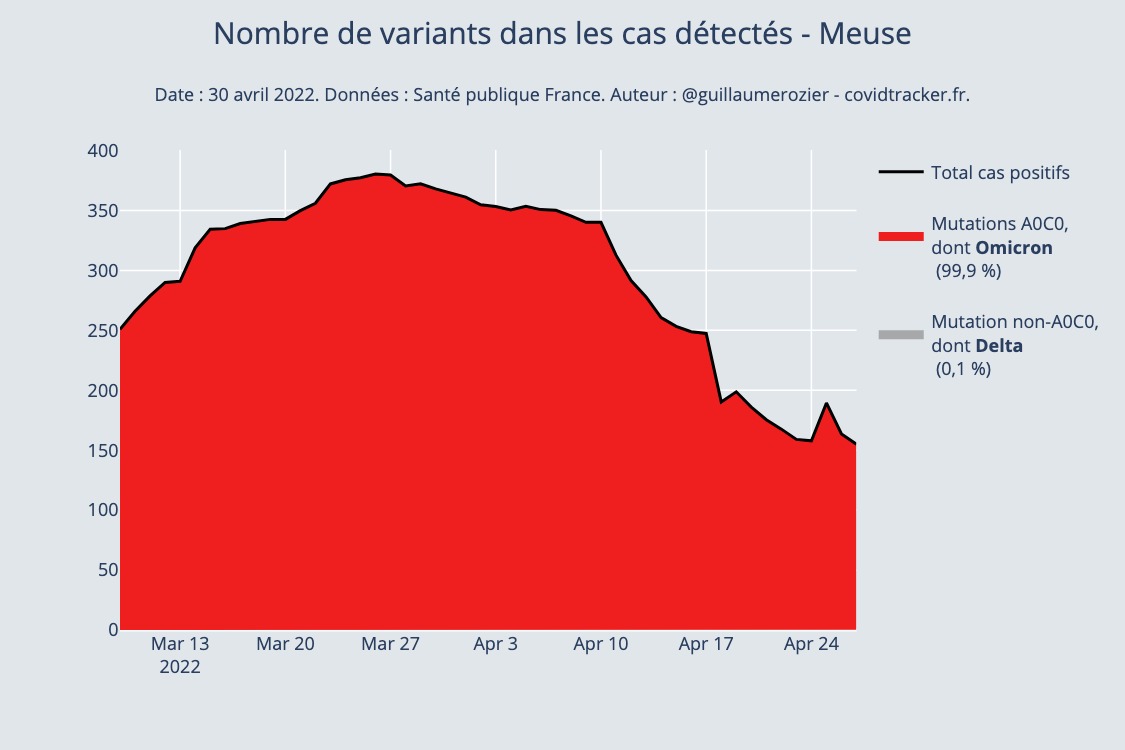 Nombre de variants dans les cas détectés - Meuse
Date : 30 avril 2022. Données : Santé publique France. Auteur : @guillaumerozier - covidtracker.fr.
400
350
300
250
200
150
100
50
0
Mar 13
2022
Mar 20
Mar 27
Apr 3
Apr 10
Apr 17
Apr 24
Total cas positifs
Mutations A0C0,
dont Omicron
(99,9 %)
Mutation non-A0C0,
dont Delta
(0,1 %)